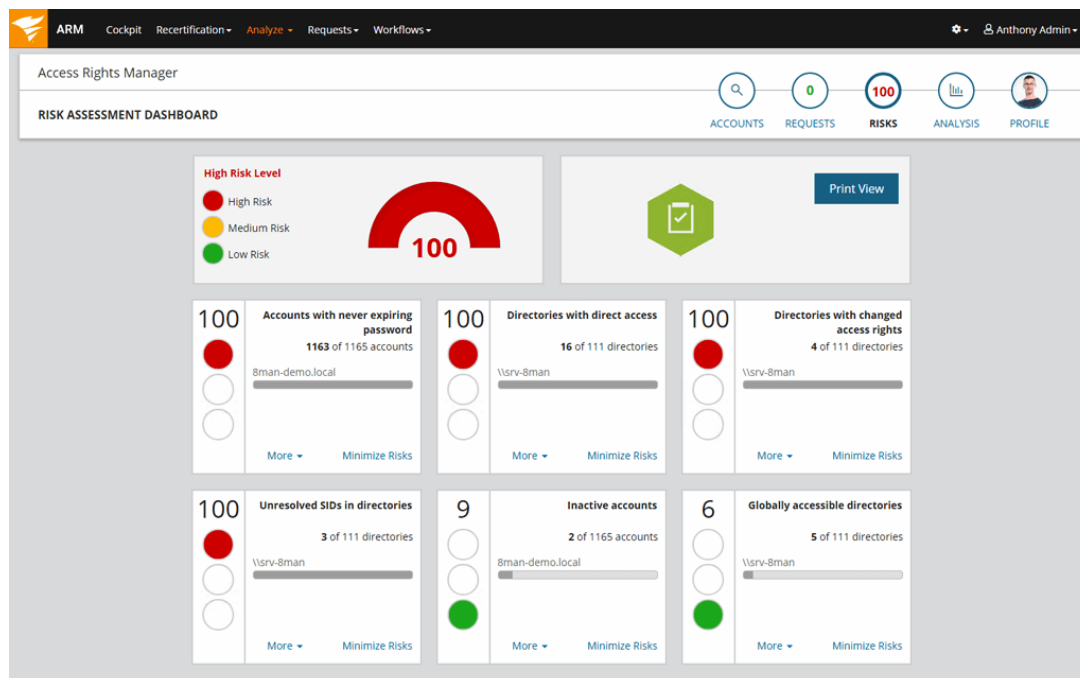 ARM Cockpit Recertification Analyze Requests Workflows Anthony Admin
Access Rights Manager
RISK ASSESSMENT DASHBOARD
0 100
ACCOUNTS REQUESTS RISKS ANALYSIS PROFILE
High Risk Level
High Risk
Medium Risk
Low Risk
100
Print View
100
Accounts with never expiring
password
1163 of 1165 accounts
8man-demo.local
More Minimize Risks
100
Directories with direct access
16 of 111 directories
\\srv-8man
More Minimize Risks
100
Directories with changed
access rights
4 of 111 directories
\\srv-8man
More Minimize Risks
100
Unresolved SIDs in directories
3 of 111 directories
\\srv-8man
More Minimize Risks
9
Inactive accounts
2 of 1165 accounts
8man-demo.local
More Minimize Risks
6
Globally accessible directories
5 of 111 directories
\\srv-8man
More Minimize Risks